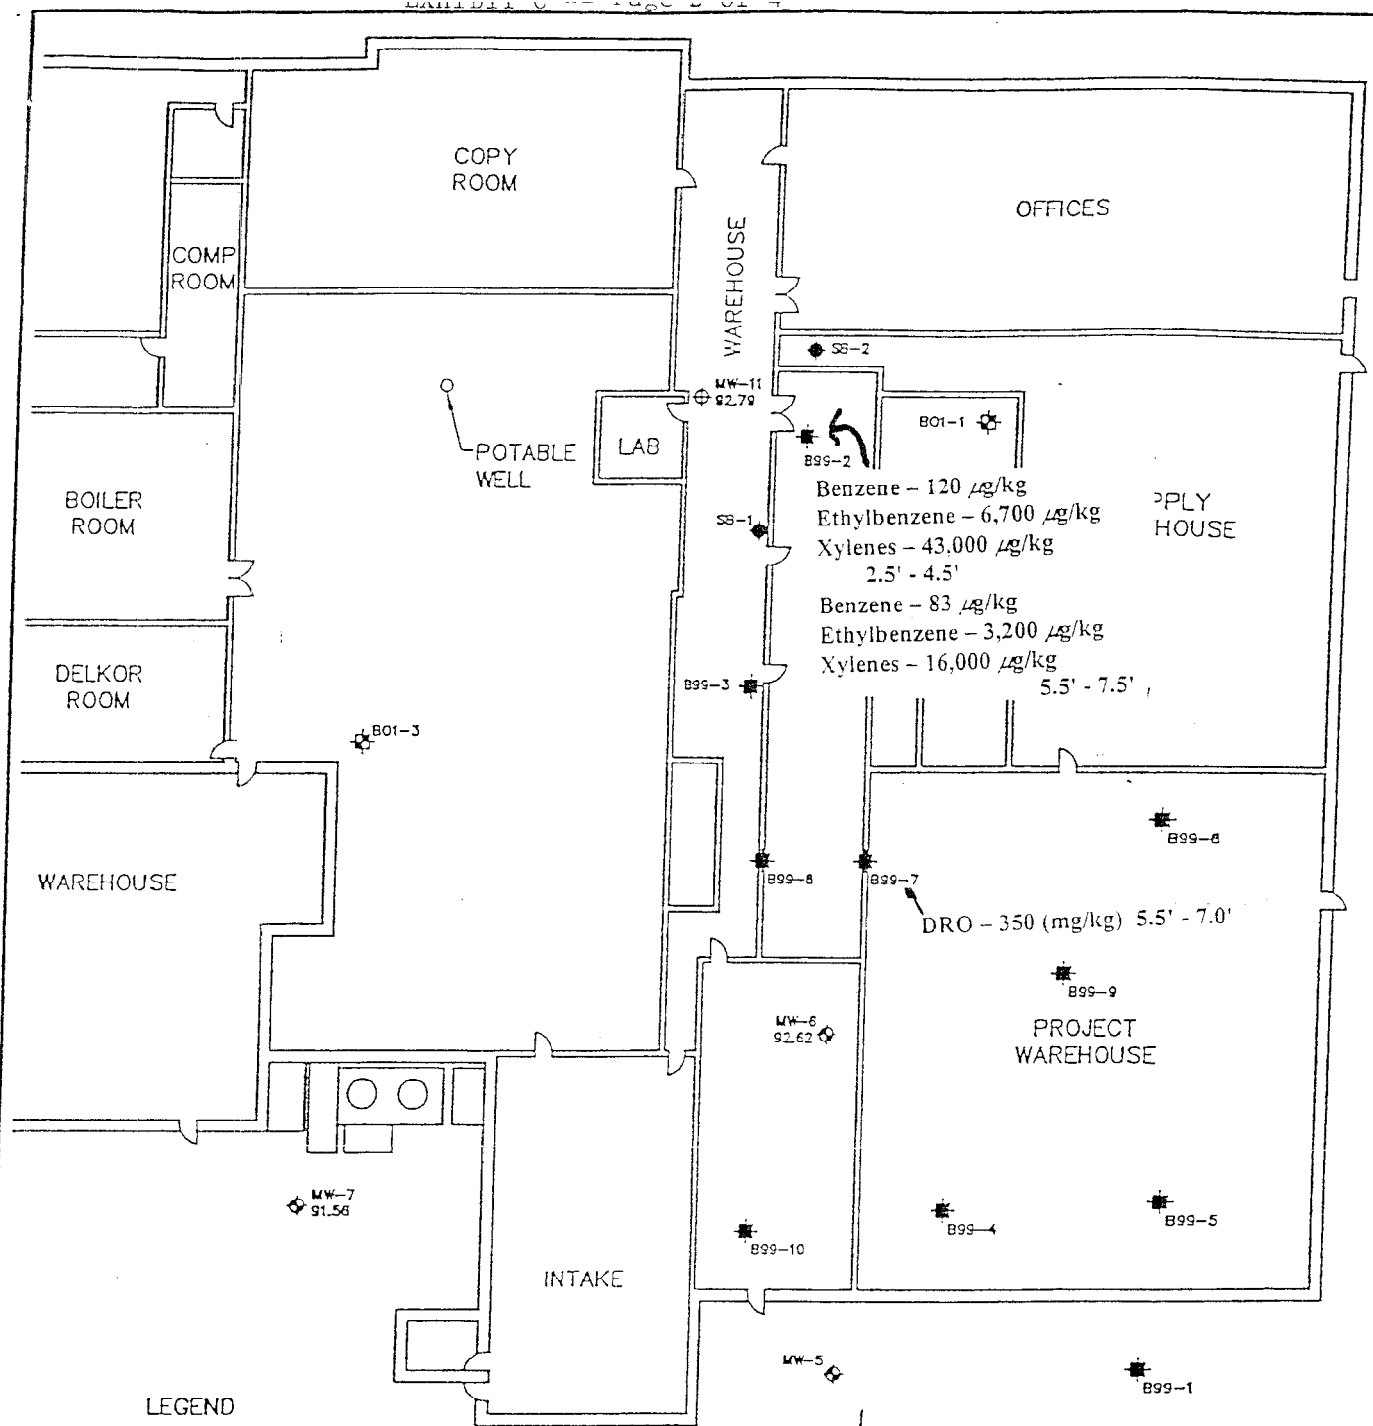 COPY
ROOM
OFFICES
COMP
ROOM
WAREHOUSE
SS-2
MW-11
92.79
B01-1
POTABLE
WELL
LAB
B99-2
BOILER
ROOM
Benzene – 120 µg/kg
Ethylbenzene – 6,700 µg/kg
Xylenes – 43,000 µg/kg
2.5' - 4.5'
Benzene – 83 µg/kg
Ethylbenzene – 3,200 µg/kg
Xylenes – 16,000 µg/kg
5.5' - 7.5'
PPLY
HOUSE
SS-1
DELKOR
ROOM
B99-3
B01-3
WAREHOUSE
B99-8
B99-7
DRO – 350 (mg/kg) 5.5' - 7.0'
B99-9
PROJECT
WAREHOUSE
MW-6
92.62
MW-7
91.56
B99-10
B99-4
B99-5
INTAKE
MW-5
B99-1
LEGEND